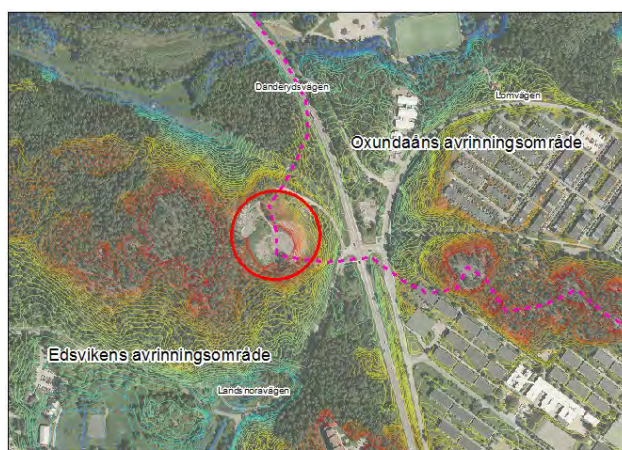 Danderydsvägen
Lomvägen
Oxundaåns avrinningsområde
Edsvikens avrinningsområde
Landsnoravägen